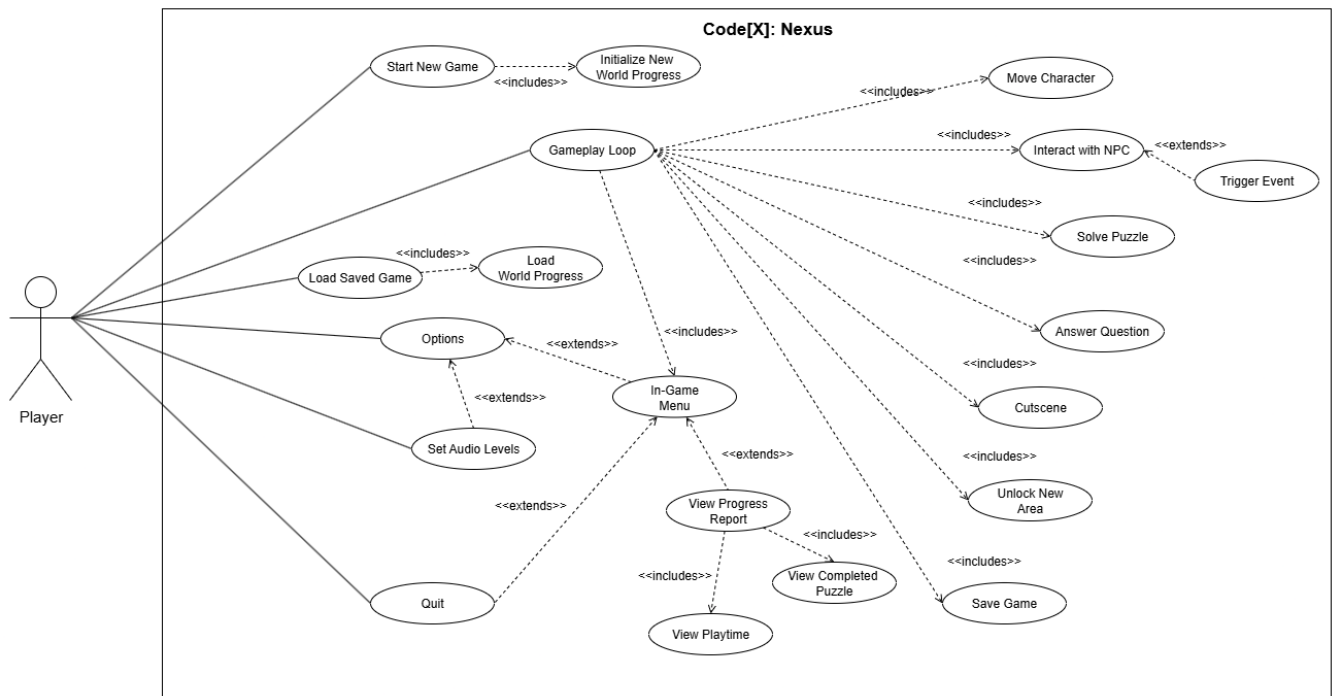 Code[X]: Nexus
Start New Game
<<includes>>
Initialize New
World Progress
Move Character
<<includes>>
Gameplay Loop
<<includes>>
Interact with NPC
<<extends>>
Trigger Event
<<includes>>
Solve Puzzle
Load Saved Game
<<includes>>
Load
World Progress
<<includes>>
Answer Question
Options
<<extends>>
<<includes>>
In-Game
Menu
<<includes>>
Cutscene
Player
<<extends>>
Set Audio Levels
<<extends>>
<<includes>>
Unlock New
Area
<<extends>>
View Progress
Report
<<includes>>
<<includes>>
View Completed
Puzzle
<<includes>>
Save Game
Quit
View Playtime